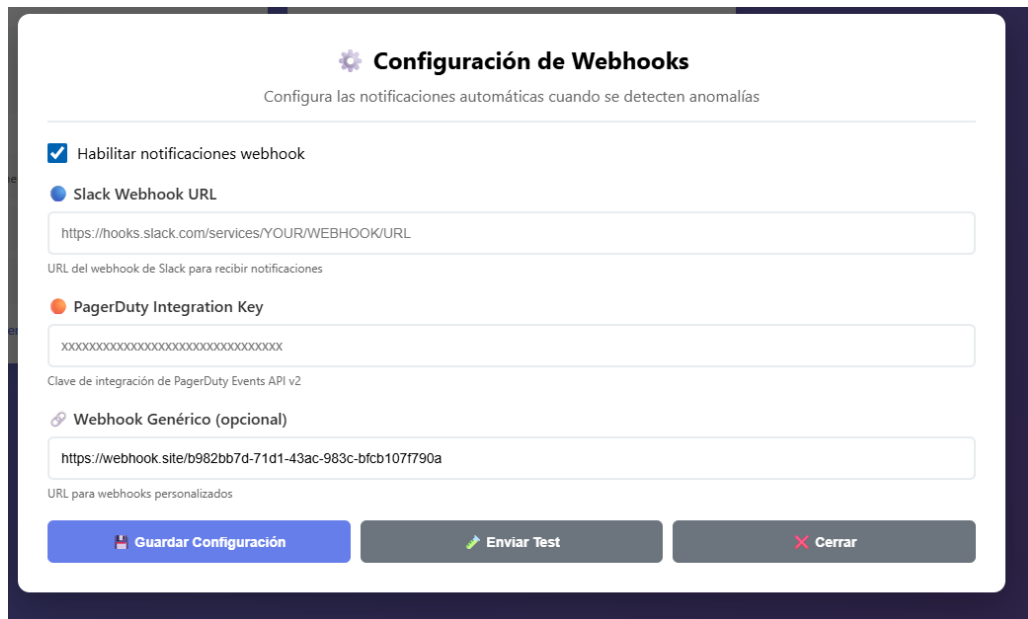 Configuración de Webhooks
Configura las notificaciones automáticas cuando se detecten anomalías
Habilitar notificaciones webhook
Slack Webhook URL
https://hooks.slack.com/services/YOUR/WEBHOOK/URL
URL del webhook de Slack para recibir notificaciones
PagerDuty Integration Key
xxxxxxxxxxxxxxxxxxxxxxxxxxxxxxxx
Clave de integración de PagerDuty Events API v2
Webhook Genérico (opcional)
https://webhook.site/b982bb7d-71d1-43ac-983c-bfcb107f790a
URL para webhooks personalizados
Guardar Configuración
Enviar Test
Cerrar